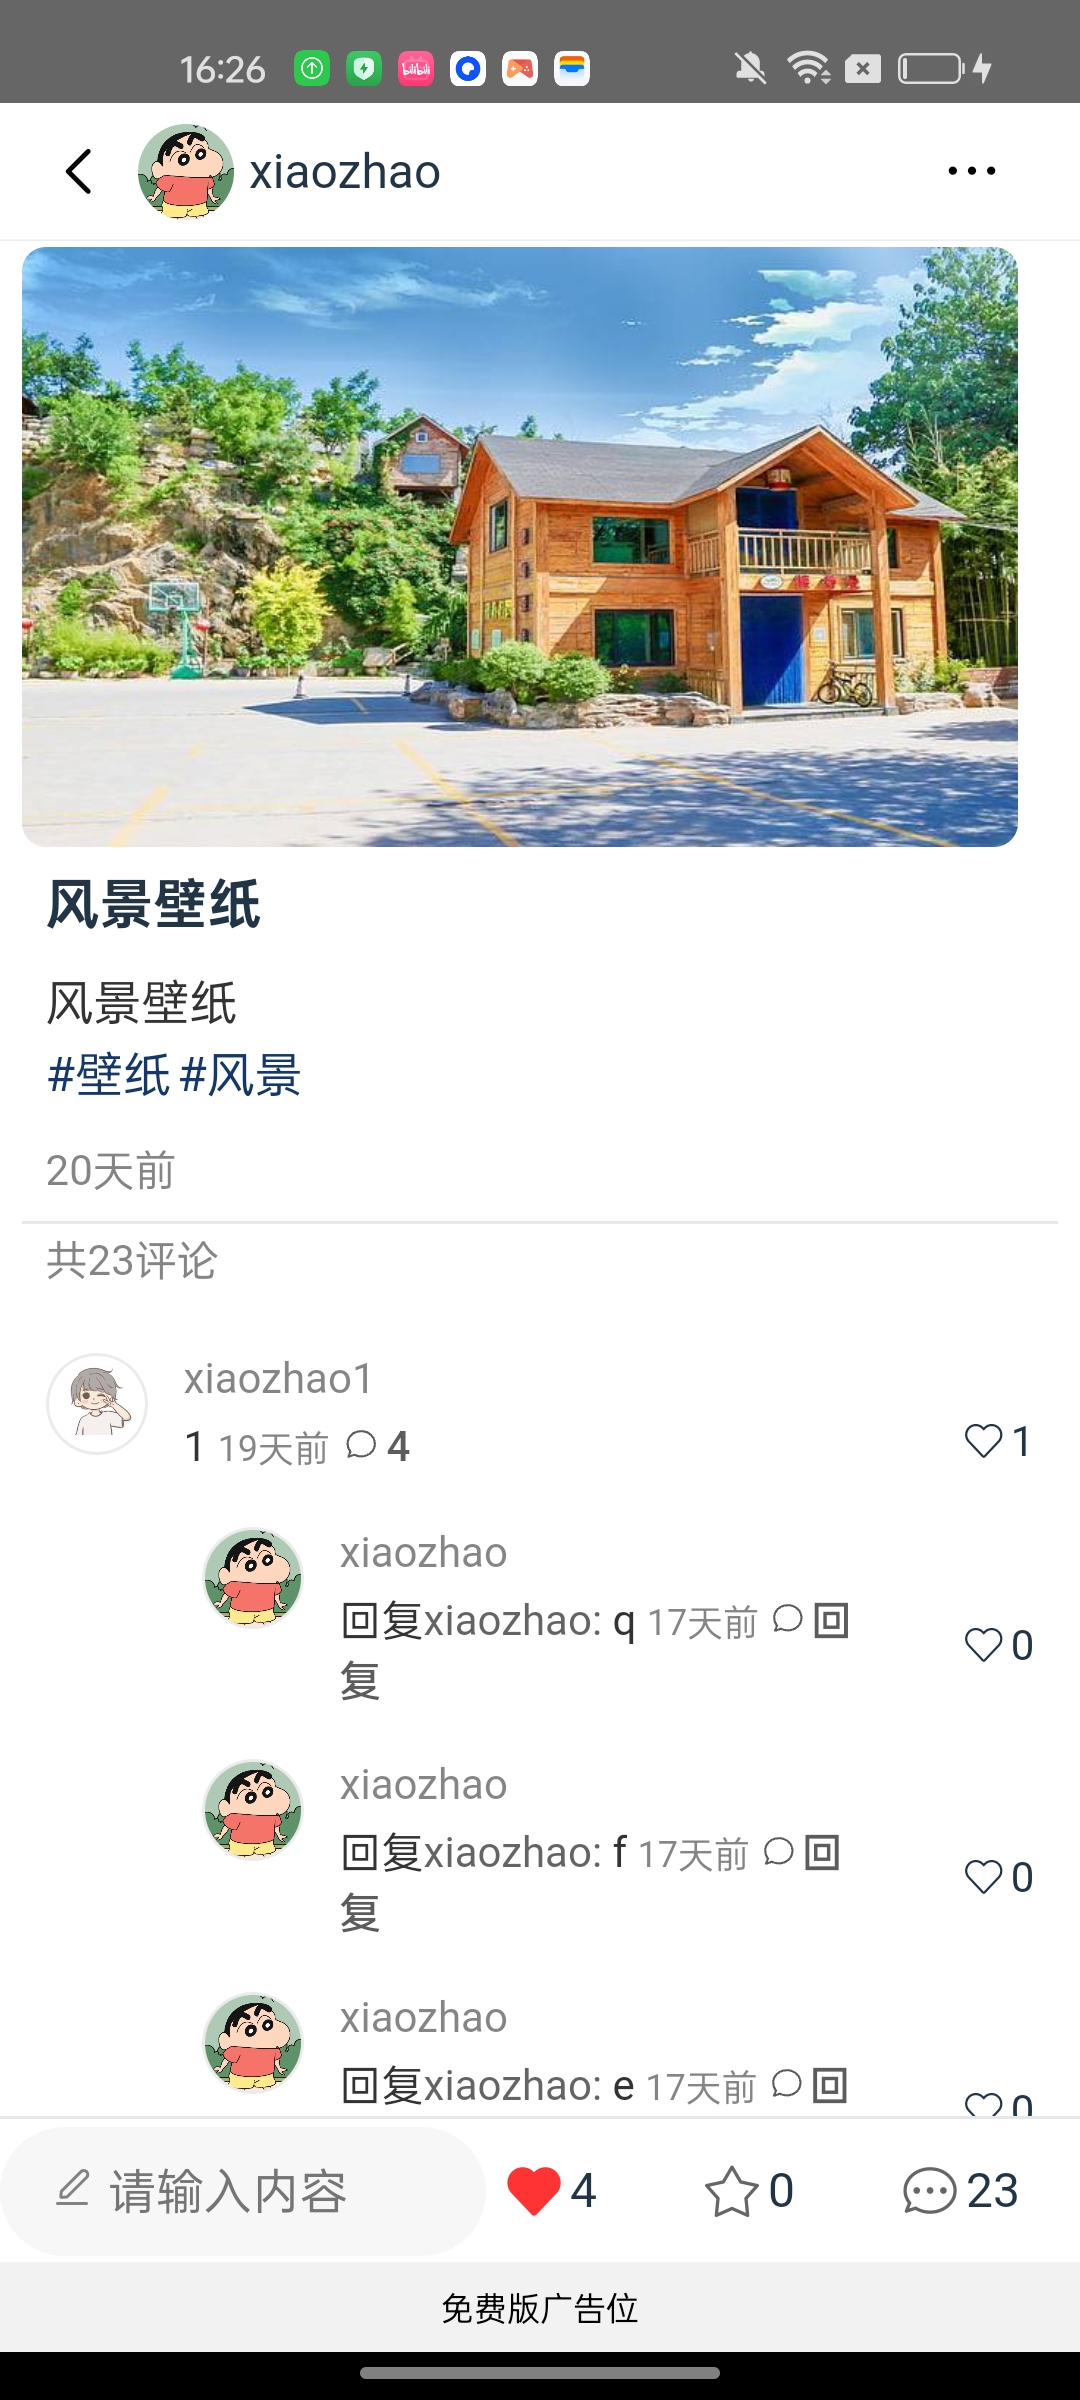 16:26
bilibili
xiaozhao
风景壁纸
风景壁纸
#壁纸 #风景
20天前
共23评论
xiaozhao1
1 19天前 4
1
xiaozhao
回复xiaozhao: q 17天前 回
复
0
xiaozhao
回复xiaozhao: f 17天前 回
复
0
xiaozhao
回复xiaozhao: e 17天前 回
0
请输入内容
4
0
23
免费版广告位